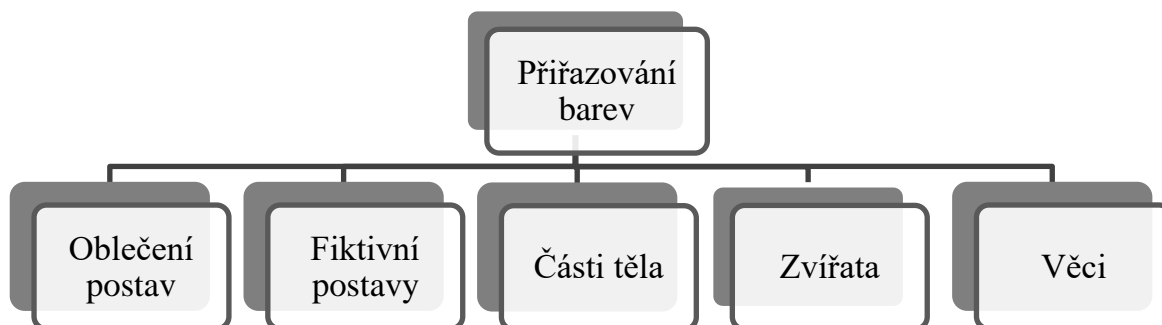 Přiřazování
barev
Oblečení
postav
Fiktivní
postavy
Části těla
Zvířata
Věci